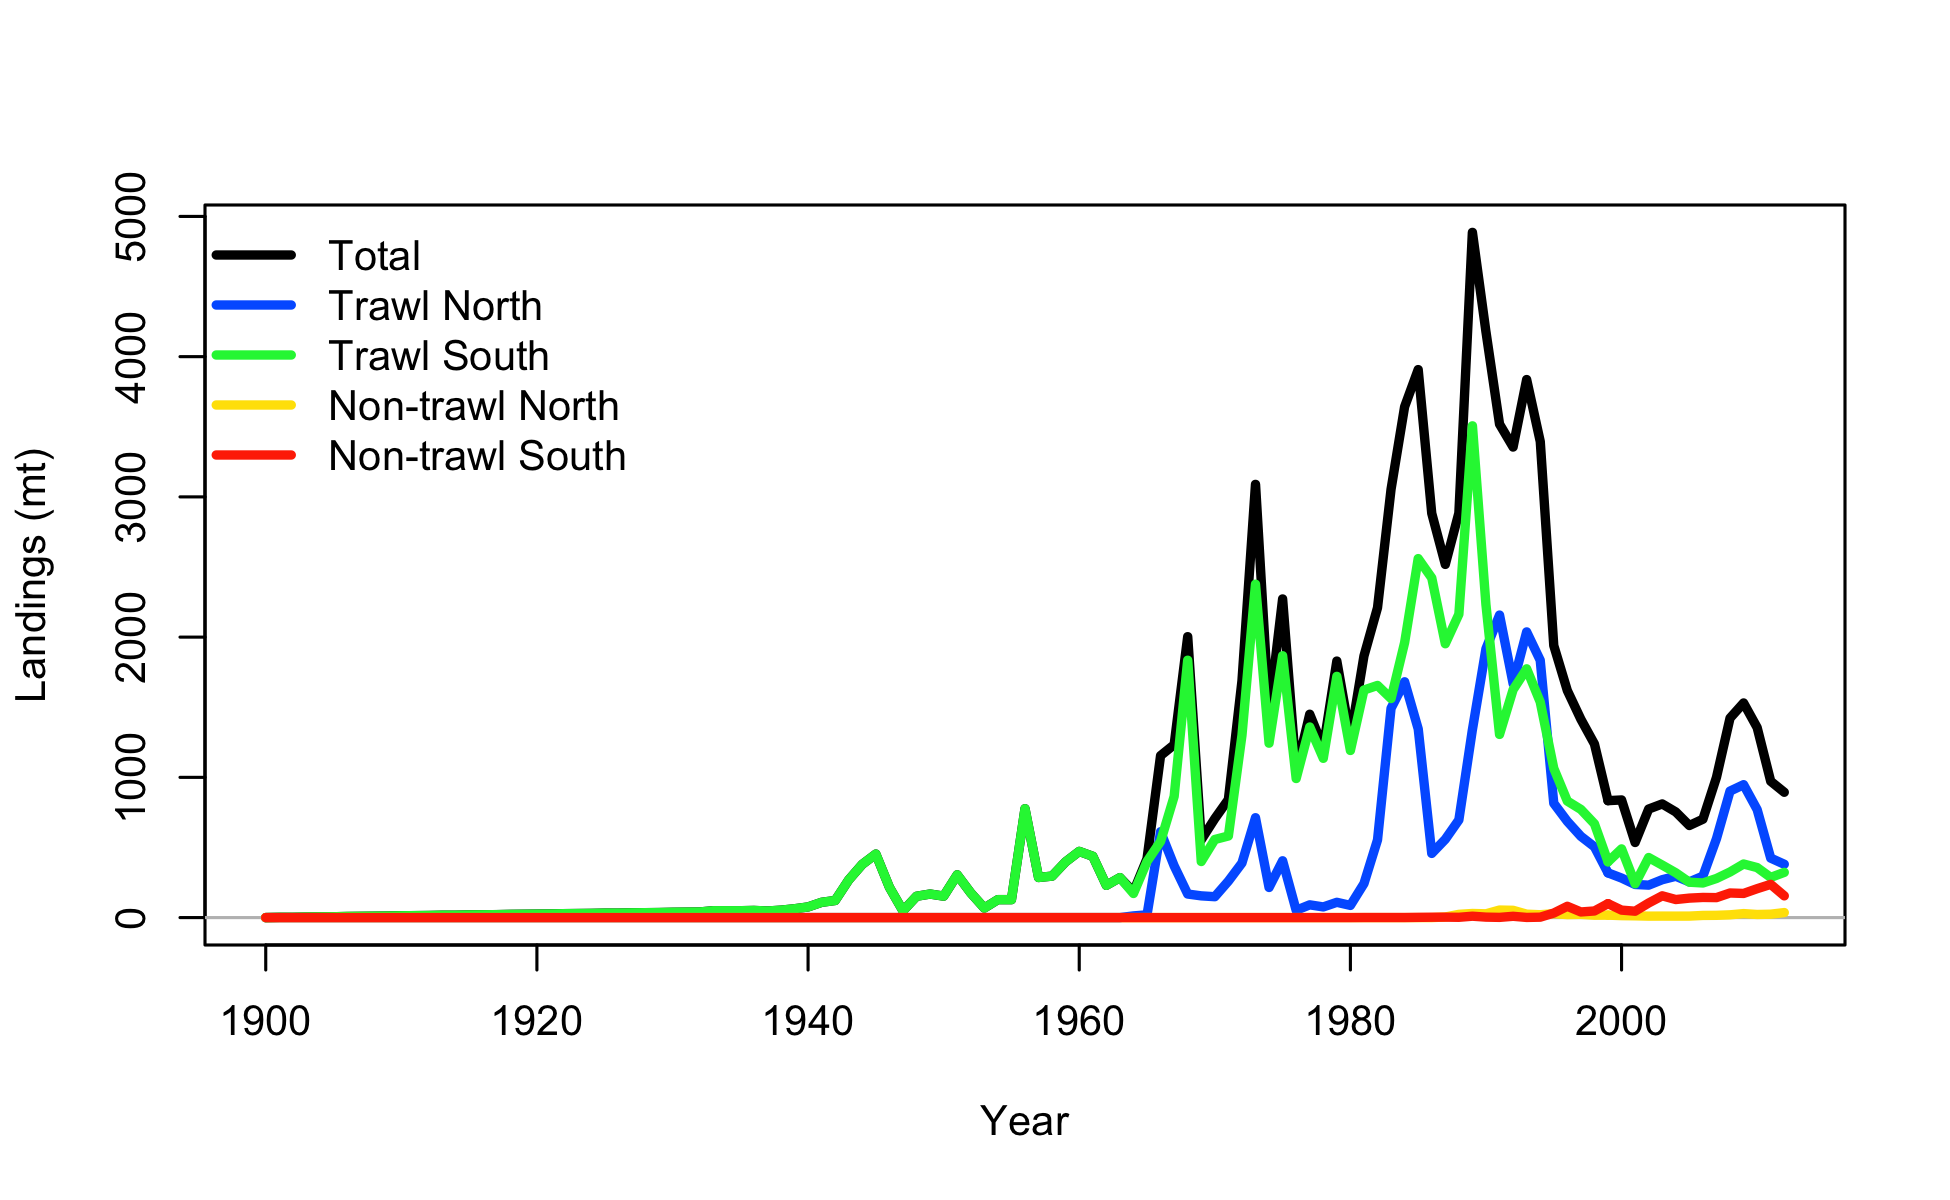 Total
Trawl North
Trawl South
Non-trawl North
Non-trawl South
Landings (mt)
5000
4000
3000
2000
1000
0
1900 1920 1940 1960 1980 2000
Year